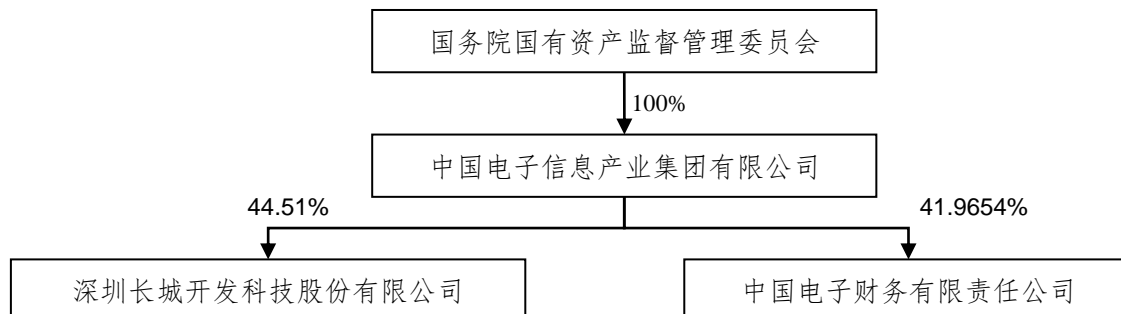 国务院国有资产监督管理委员会
100%
中国电子信息产业集团有限公司
44.51%
41.9654%
深圳长城开发科技股份有限公司
中国电子财务有限责任公司